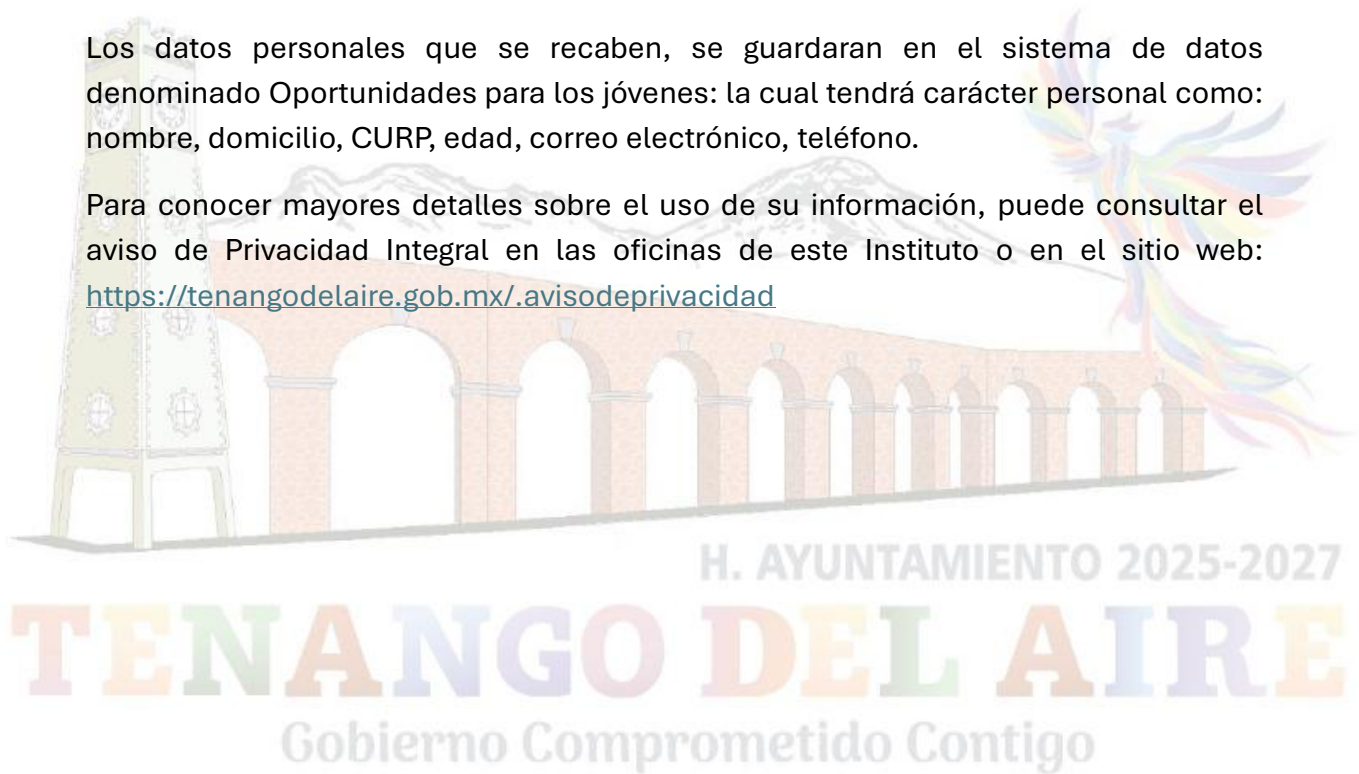 Los datos personales que se recaben, se guardaran en el sistema de datos
denominado Oportunidades para los jóvenes: la cual tendrá carácter personal como:
nombre, domicilio, CURP, edad, correo electrónico, teléfono.
Para conocer mayores detalles sobre el uso de su información, puede consultar el
aviso de Privacidad Integral en las oficinas de este Instituto o en el sitio web:
https://tenangodelaire.gob.mx/.avisodeprivacidad
H. AYUNTAMIENTO 2025-2027
TENANGO DEL AIRE
Gobierno Comprometido Contigo